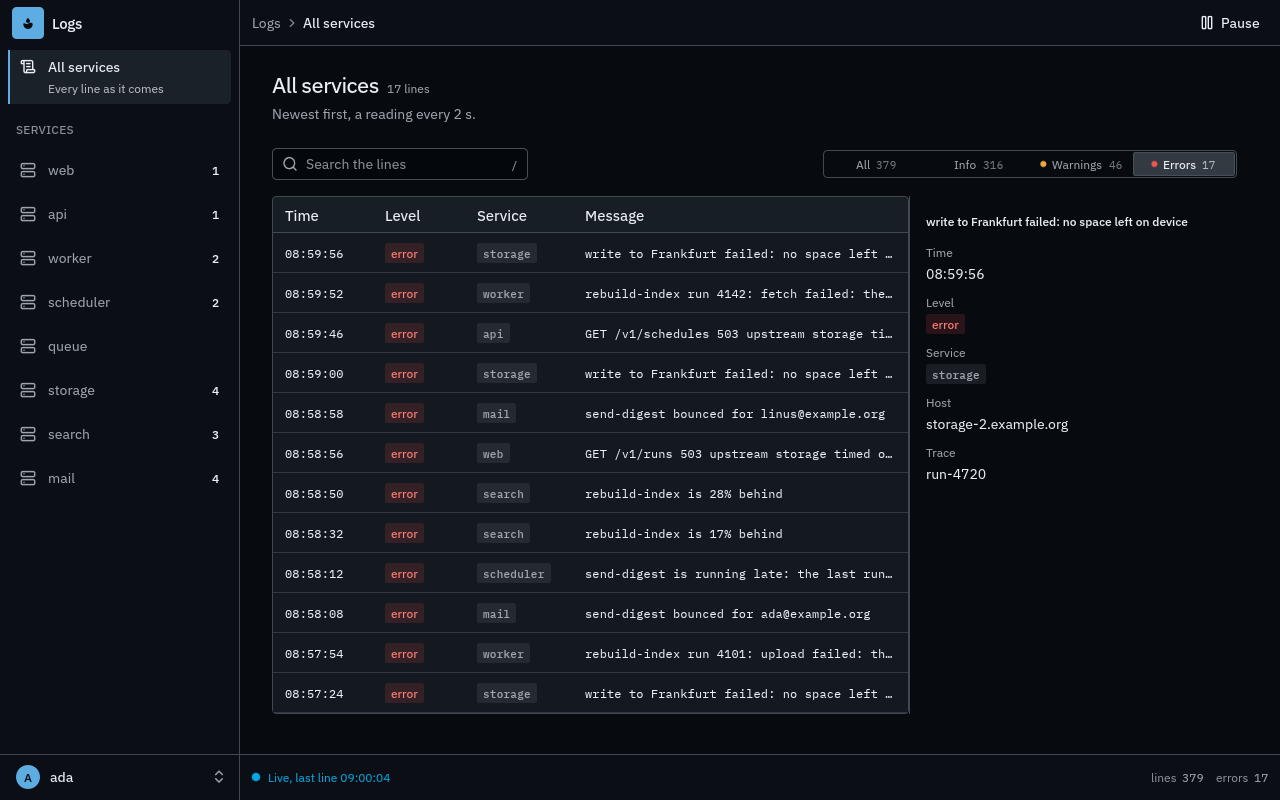 Logs
All services
Every line as it comes
SERVICES
web 1
api 1
worker 2
scheduler 2
queue
storage 4
search 3
mail 4
A ada
Logs > All services
Pause
All services 17 lines
Newest first, a reading every 2 s.
Search the lines /
All 379 Info 316 Warnings 46 Errors 17
Time Level Service Message
08:59:56 error storage write to Frankfurt failed: no space left …
08:59:52 error worker rebuild-index run 4142: fetch failed: the…
08:59:46 error api GET /v1/schedules 503 upstream storage ti…
08:59:00 error storage write to Frankfurt failed: no space left …
08:58:58 error mail send-digest bounced for linus@example.org
08:58:56 error web GET /v1/runs 503 upstream storage timed o…
08:58:50 error search rebuild-index is 28% behind
08:58:32 error search rebuild-index is 17% behind
08:58:12 error scheduler send-digest is running late: the last run…
08:58:08 error mail send-digest bounced for ada@example.org
08:57:54 error worker rebuild-index run 4101: upload failed: th…
08:57:24 error storage write to Frankfurt failed: no space left …
write to Frankfurt failed: no space left on device
Time
08:59:56
Level
error
Service
storage
Host
storage-2.example.org
Trace
run-4720
Live, last line 09:00:04
lines 379 errors 17